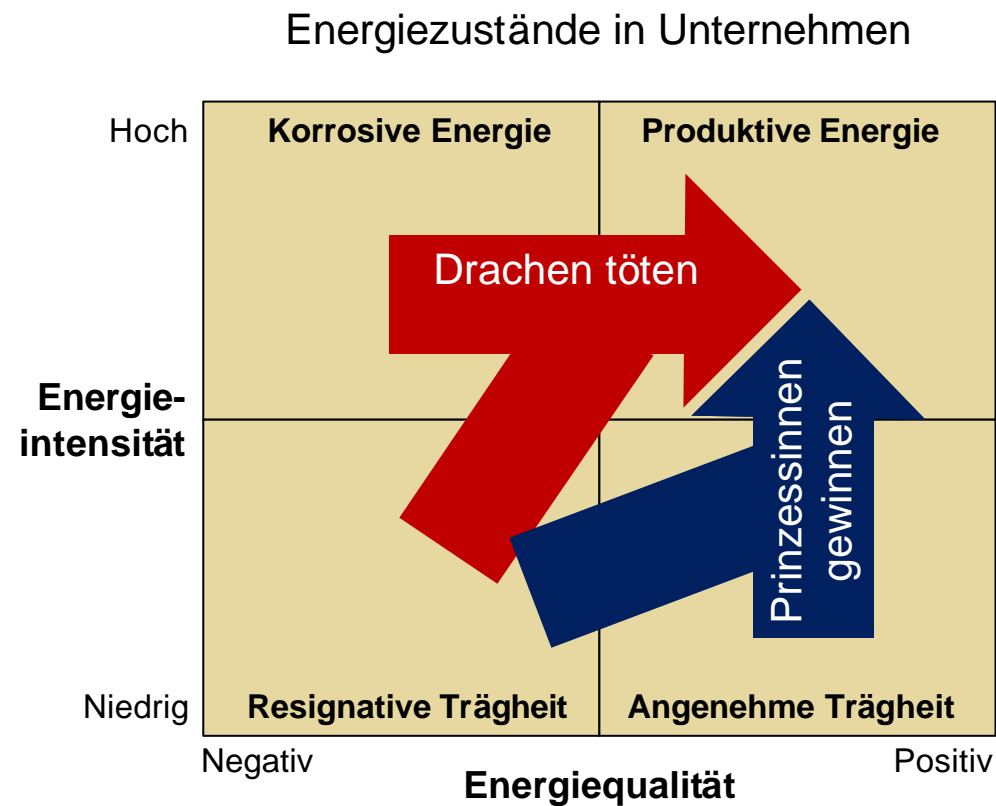 Energiezustände in Unternehmen
Hoch
Korrosive Energie
Produktive Energie
Drachen töten
Energie-
intensität
Prinzessinnen
gewinnen
Niedrig
Resignative Trägheit
Angenehme Trägheit
Negativ
Positiv
Energiequalität